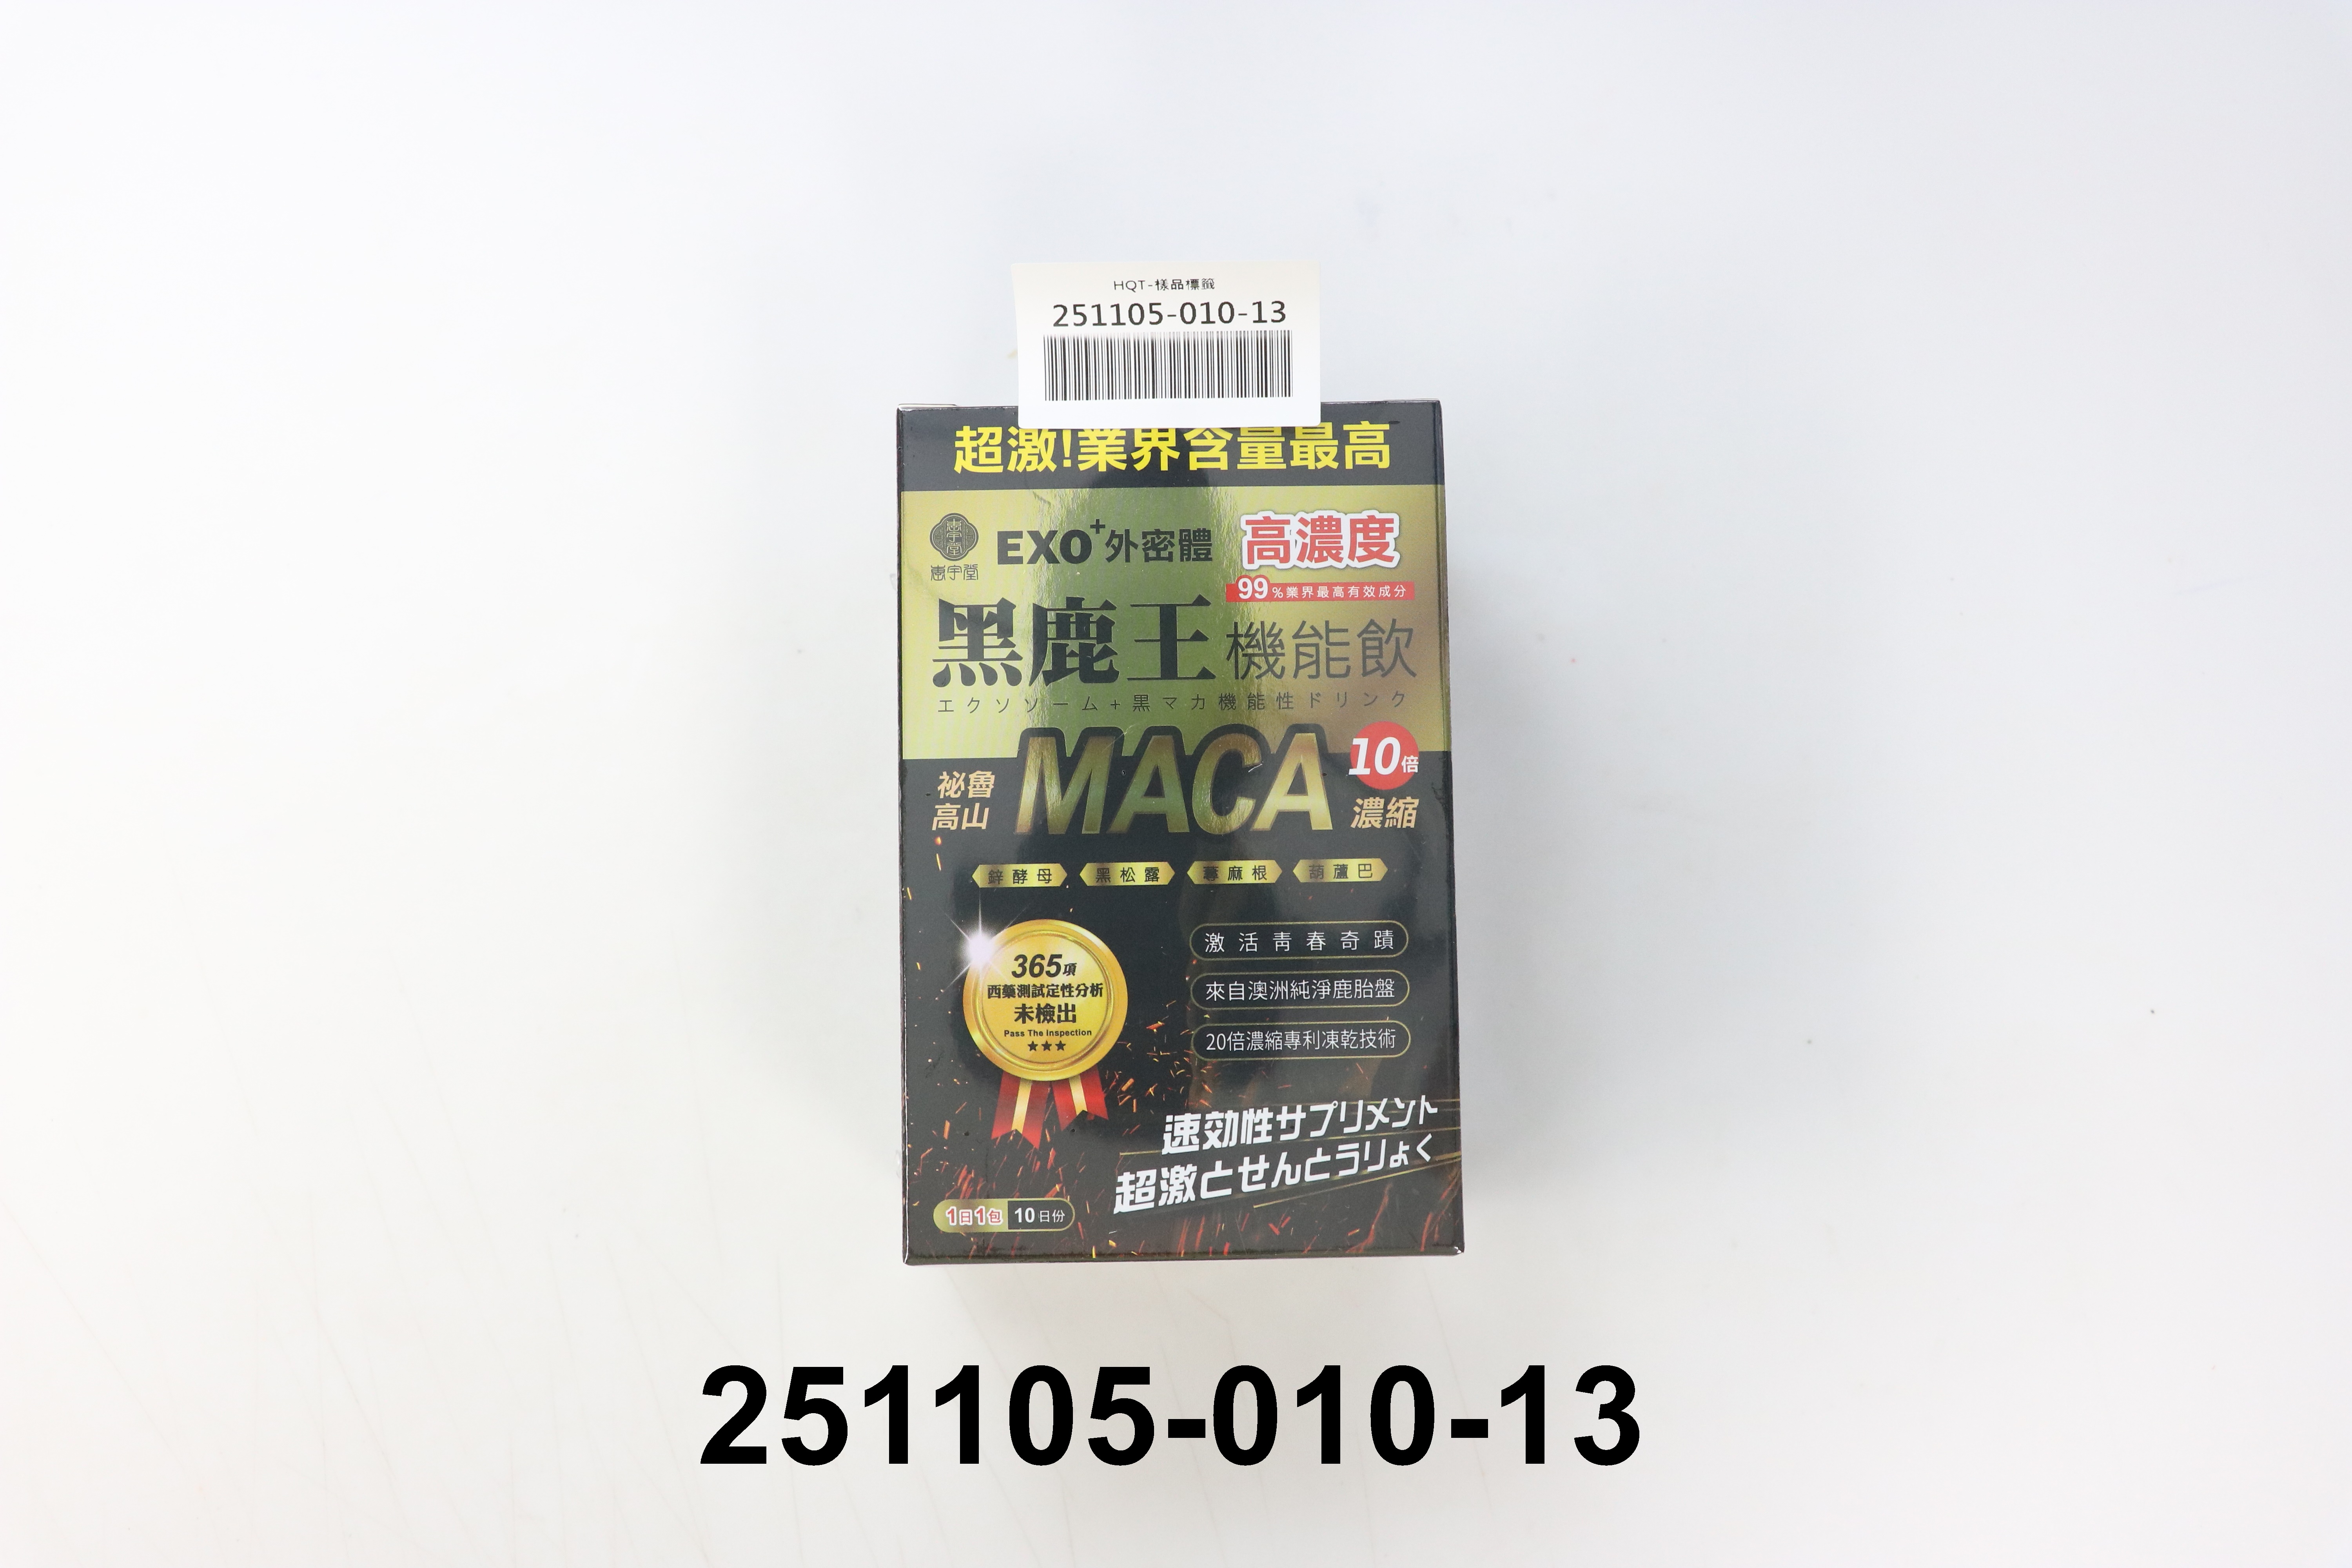 HQT-樣品標籤
251105-010-13
超激!業界含量最高
惠宇堂
惠宇堂
EXO+外密體
高濃度
99%業界最高有效成分
黑鹿王機能飲
エクソソーム+黒マカ機能性ドリンク
祕魯
高山
MACA
10倍
濃縮
鋅酵母
黑松露
蕁麻根
葫蘆巴
365項
西藥測試定性分析
未檢出
Pass The Inspection
激活青春奇蹟
來自澳洲純淨鹿胎盤
20倍濃縮專利凍乾技術
速効性サプリメント
超激とせんとうりょく
1日1包 10日份
251105-010-13